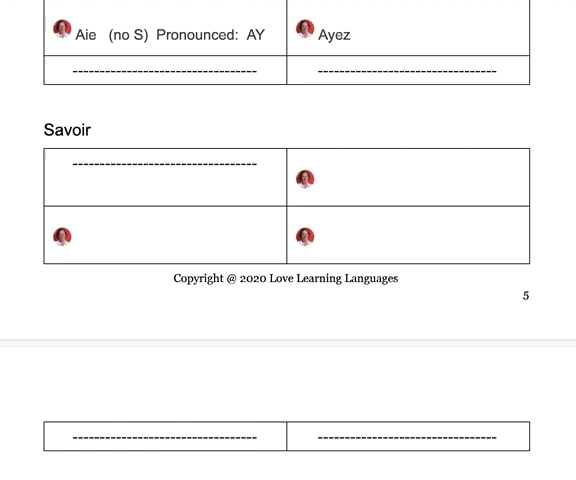 Aie (no S) Pronounced: AY Ayez
---------------------------------- ---------------------------------
Savoir
----------------------------------
Copyright @ 2020 Love Learning Languages
5
---------------------------------- ---------------------------------